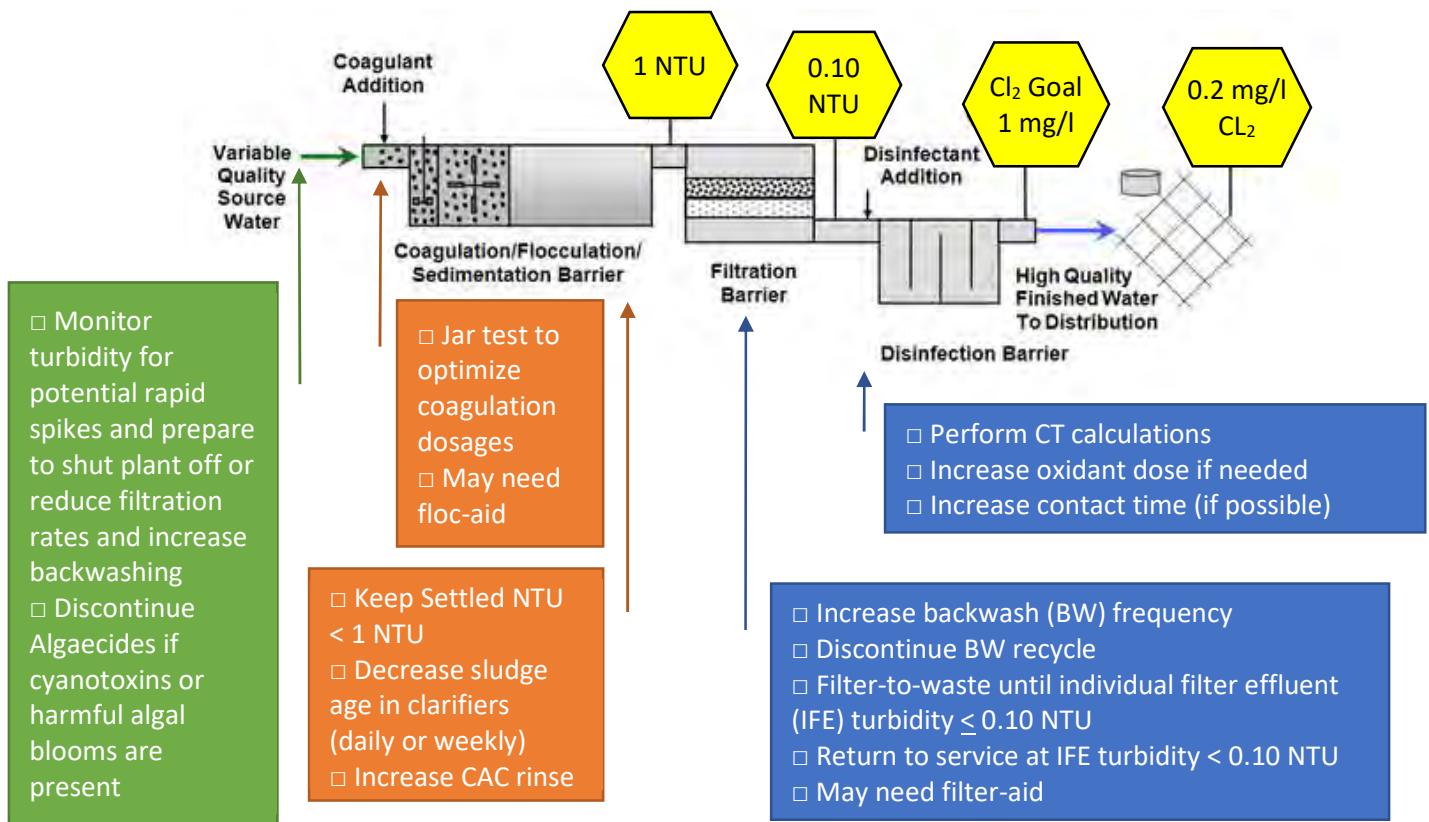 Coagulant
Addition
1 NTU
0.10
NTU
Cl₂ Goal
1 mg/l
0.2 mg/l
CL₂
Variable
Quality
Source
Water
Disinfectant
Addition
Coagulation/Flocculation/
Sedimentation Barrier
Filtration
Barrier
High Quality
Finished Water
To Distribution
Disinfection Barrier
□ Monitor
turbidity for
potential rapid
spikes and prepare
to shut plant off or
reduce filtration
rates and increase
backwashing
□ Discontinue
Algaecides if
cyanotoxins or
harmful algal
blooms are
present
□ Jar test to
optimize
coagulation
dosages
□ May need
floc-aid
□ Keep Settled NTU
< 1 NTU
□ Decrease sludge
age in clarifiers
(daily or weekly)
□ Increase CAC rinse
□ Perform CT calculations
□ Increase oxidant dose if needed
□ Increase contact time (if possible)
□ Increase backwash (BW) frequency
□ Discontinue BW recycle
□ Filter-to-waste until individual filter effluent
(IFE) turbidity < 0.10 NTU
□ Return to service at IFE turbidity < 0.10 NTU
□ May need filter-aid